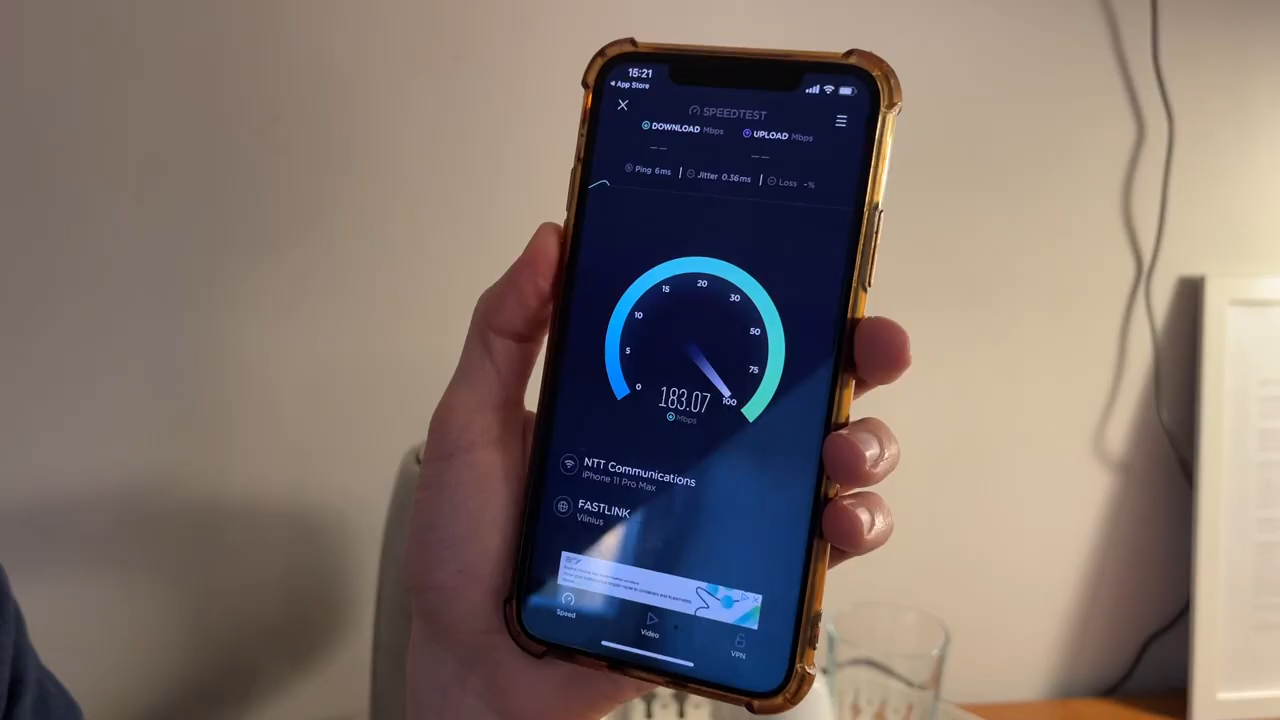 15:21
App Store
SPEEDTEST
DOWNLOAD Mbps UPLOAD Mbps
Ping 6ms Jitter 0.36ms Loss -%
0
5
10
15
20
30
50
75
100
183.07
Mbps
NTT Communications
iPhone 11 Pro Max
FASTLINK
Vilnius
Speed
Video
VPN